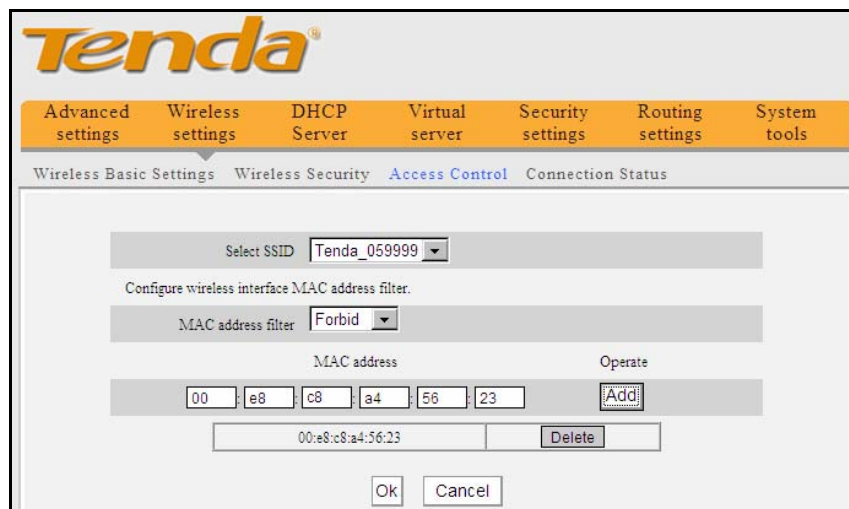 Tenda®
Advanced settings Wireless settings DHCP Server Virtual server Security settings Routing settings System tools
Wireless Basic Settings Wireless Security Access Control Connection Status
Select SSID Tenda_059999
Configure wireless interface MAC address filter.
MAC address filter Forbid
MAC address Operate
00 : e8 : c8 : a4 : 56 : 23 Add
00:e8:c8:a4:56:23 Delete
Ok Cancel